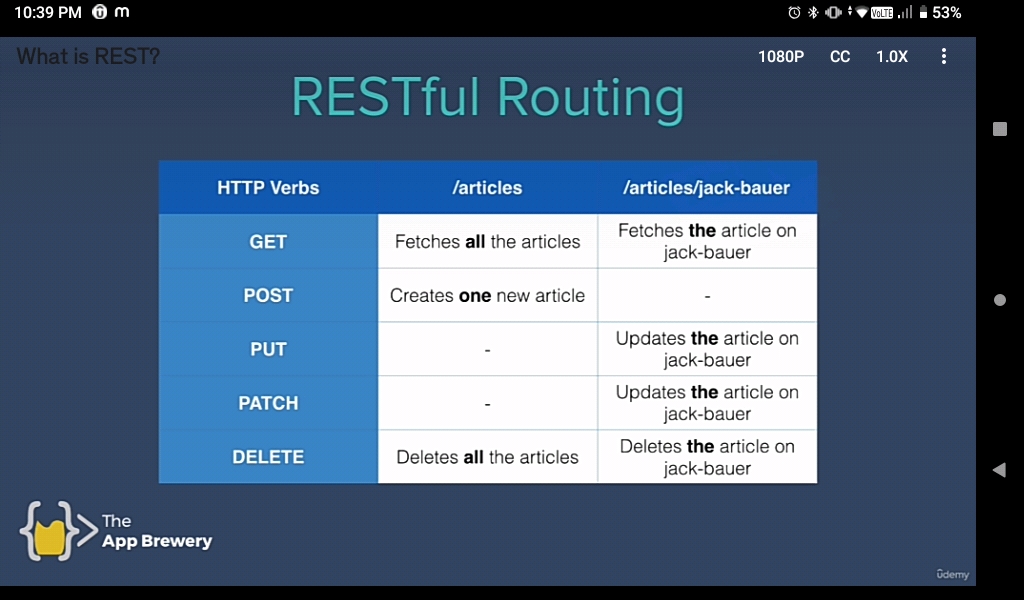 10:39 PM m VoLTE 53%
What is REST? 1080P CC 1.0X
RESTful Routing
HTTP Verbs /articles /articles/jack-bauer
GET Fetches all the articles Fetches the article on
jack-bauer
POST Creates one new article -
PUT - Updates the article on
jack-bauer
PATCH - Updates the article on
jack-bauer
DELETE Deletes all the articles Deletes the article on
jack-bauer
The
App Brewery
ûdemy